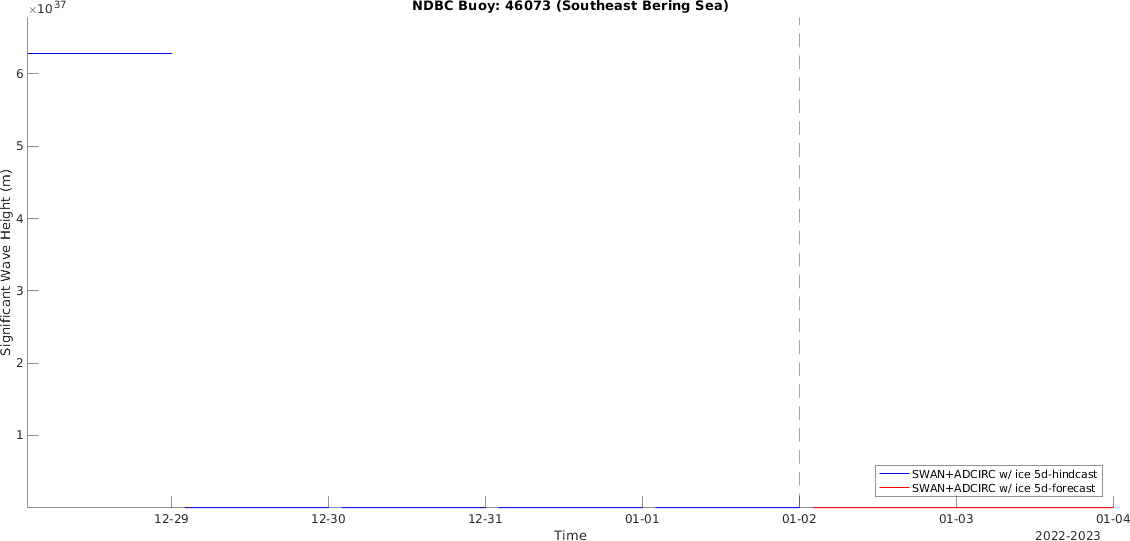 NDBC Buoy: 46073 (Southeast Bering Sea)
×10^37
6
5
4
3
2
1
Significant Wave Height (m)
SWAN+ADCIRC w/ ice 5d-hindcast
SWAN+ADCIRC w/ ice 5d-forecast
12-29 12-30 12-31 01-01 01-02 01-03 01-04
Time
2022-2023